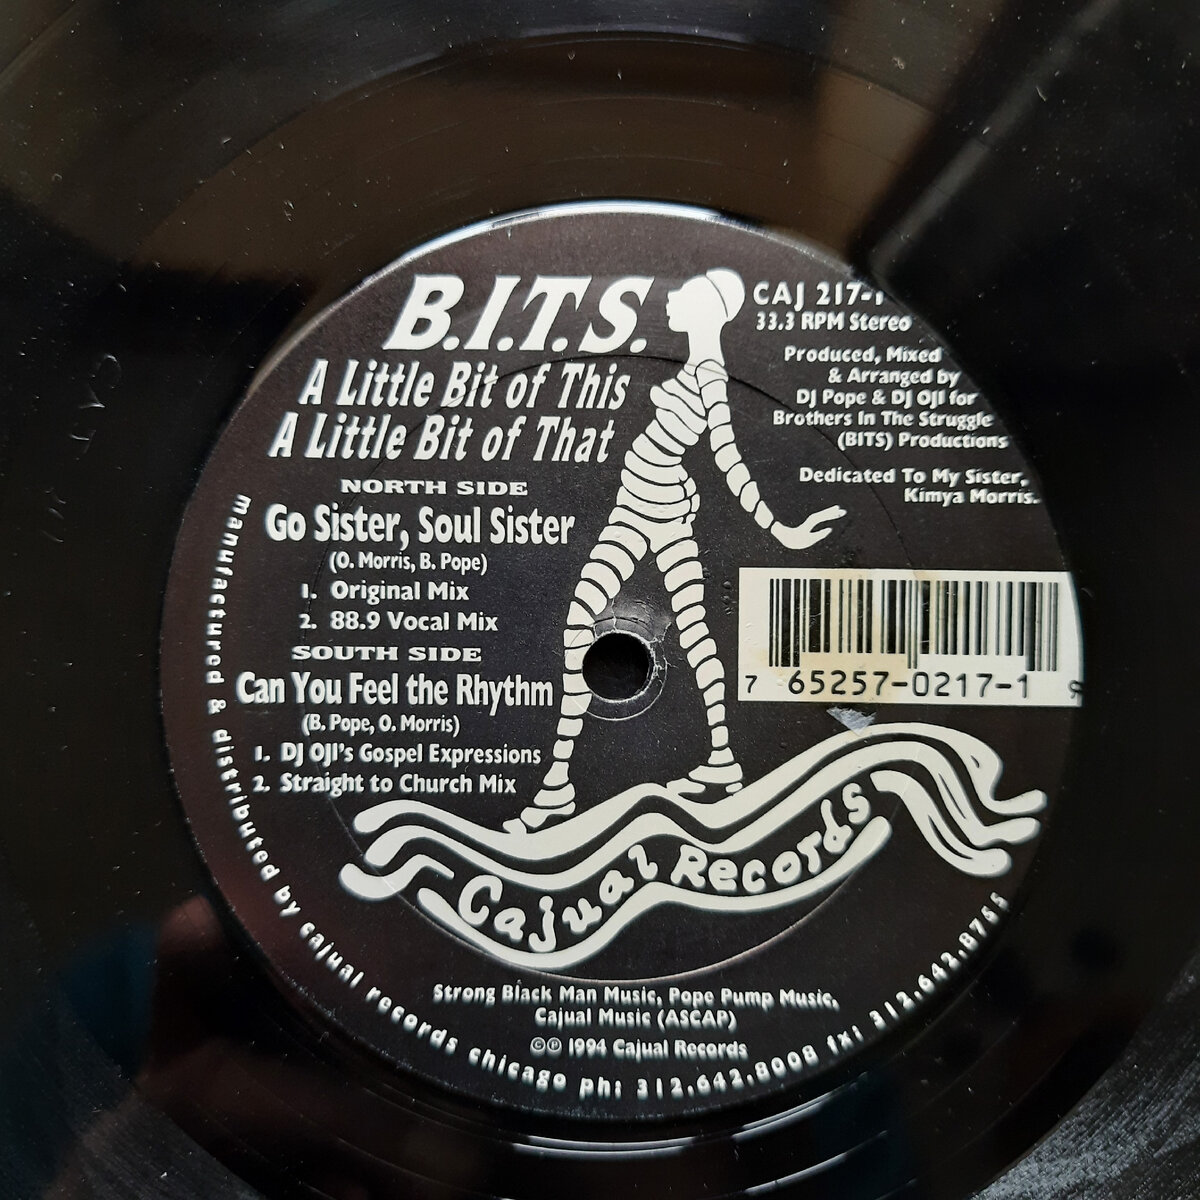 B.I.T.S.
A Little Bit of This
A Little Bit of That
NORTH SIDE
Go Sister, Soul Sister
(O. Morris, B. Pope)
1. Original Mix
2. 88.9 Vocal Mix
SOUTH SIDE
Can You Feel the Rhythm
(B. Pope, O. Morris)
1. DJ OJI's Gospel Expressions
2. Straight to Church Mix
CAJ 217-1
33.3 RPM Stereo
Produced, Mixed
& Arranged by
DJ Pope & DJ OJI for
Brothers In The Struggle
(BITS) Productions
Dedicated To My Sister,
Kimya Morris.
7 65257-0217-1 9
Cajual Records
Strong Black Man Music, Pope Pump Music,
Cajual Music (ASCAP)
©℗ 1994 Cajual Records
manufactured & distributed by cajual records chicago ph: 312.642.8008 fx: 312.642.8755